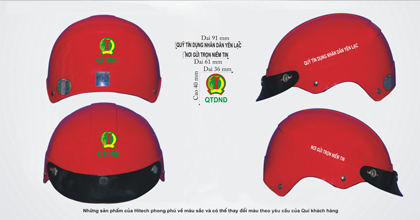 Dai 91 mm
QUỸ TÍN DỤNG NHÂN DÂN YÊN LẠC
NƠI GỬI TRỌN NIỀM TIN
Dai 61 mm
Dai 36 mm
Cao 40 mm
QTDND
QTDND
QTDND
QUỸ TÍN DỤNG NHÂN DÂN YÊN LẠC
NƠI GỬI TRỌN NIỀM TIN
Những sản phẩm của Hitech phong phú về màu sắc và có thể thay đổi màu theo yêu cầu của Quí khách hàng